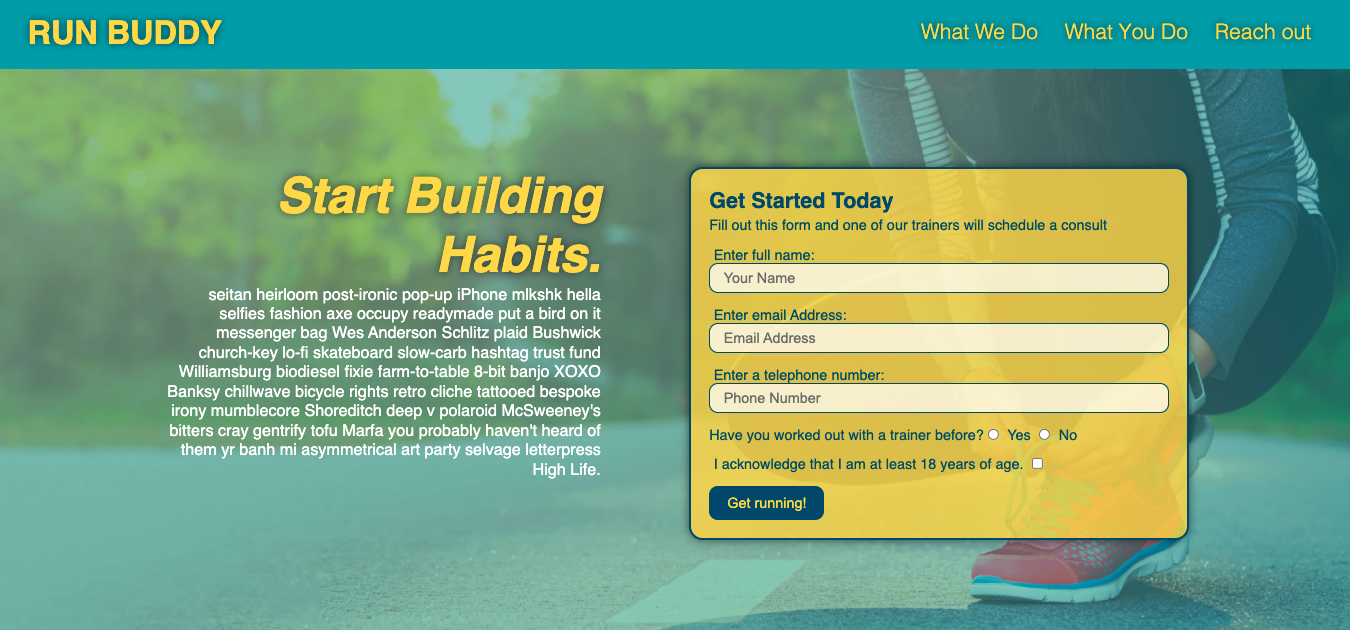 RUN BUDDY
What We Do
What You Do
Reach out
Start Building
Habits.
seitan heirloom post-ironic pop-up iPhone mlkshk hella
selfies fashion axe occupy readymade put a bird on it
messenger bag Wes Anderson Schlitz plaid Bushwick
church-key lo-fi skateboard slow-carb hashtag trust fund
Williamsburg biodiesel fixie farm-to-table 8-bit banjo XOXO
Banksy chillwave bicycle rights retro cliche tattooed bespoke
irony mumblecore Shoreditch deep v polaroid McSweeney's
bitters cray gentrify tofu Marfa you probably haven't heard of
them yr banh mi asymmetrical art party selvage letterpress
High Life.
Get Started Today
Fill out this form and one of our trainers will schedule a consult
Enter full name:
Your Name
Enter email Address:
Email Address
Enter a telephone number:
Phone Number
Have you worked out with a trainer before? Yes No
I acknowledge that I am at least 18 years of age.
Get running!